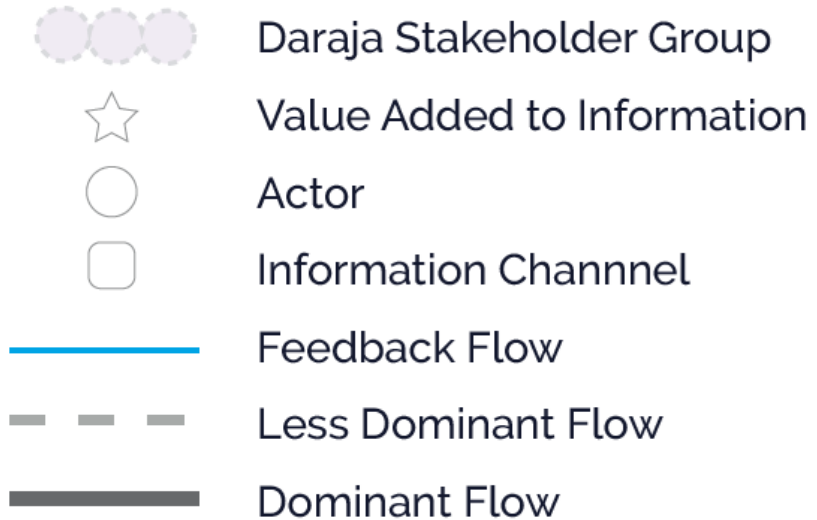 Daraja Stakeholder Group
Value Added to Information
Actor
Information Channnel
Feedback Flow
Less Dominant Flow
Dominant Flow